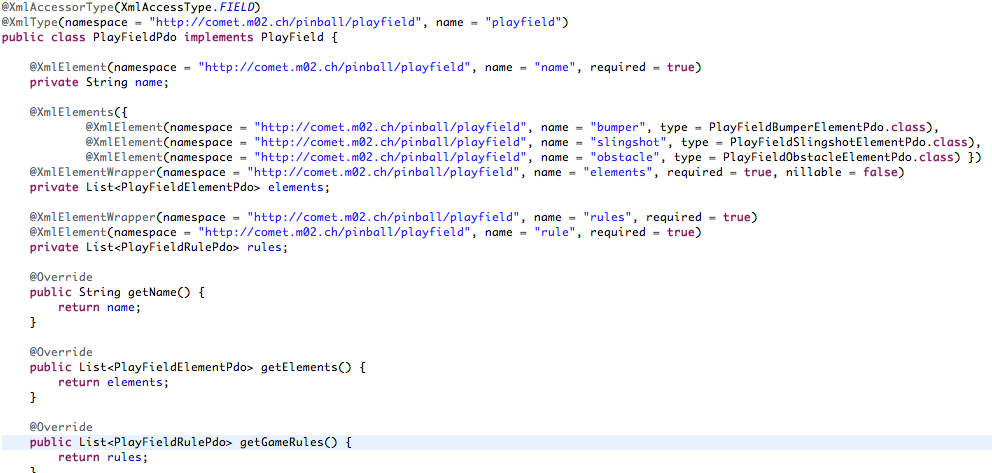 @XmlAccessorType(XmlAccessType.FIELD)
@XmlType(namespace = "http://comet.m02.ch/pinball/playfield", name = "playfield")
public class PlayFieldPdo implements PlayField {
@XmlElement(namespace = "http://comet.m02.ch/pinball/playfield", name = "name", required = true)
private String name;
@XmlElements({
@XmlElement(namespace = "http://comet.m02.ch/pinball/playfield", name = "bumper", type = PlayFieldBumperElementPdo.class),
@XmlElement(namespace = "http://comet.m02.ch/pinball/playfield", name = "slingshot", type = PlayFieldSlingshotElementPdo.class),
@XmlElement(namespace = "http://comet.m02.ch/pinball/playfield", name = "obstacle", type = PlayFieldObstacleElementPdo.class) })
@XmlElementWrapper(namespace = "http://comet.m02.ch/pinball/playfield", name = "elements", required = true, nillable = false)
private List<PlayFieldElementPdo> elements;
@XmlElementWrapper(namespace = "http://comet.m02.ch/pinball/playfield", name = "rules", required = true)
@XmlElement(namespace = "http://comet.m02.ch/pinball/playfield", name = "rule", required = true)
private List<PlayFieldRulePdo> rules;
@Override
public String getName() {
return name;
}
@Override
public List<PlayFieldElementPdo> getElements() {
return elements;
}
@Override
public List<PlayFieldRulePdo> getGameRules() {
return rules;
}